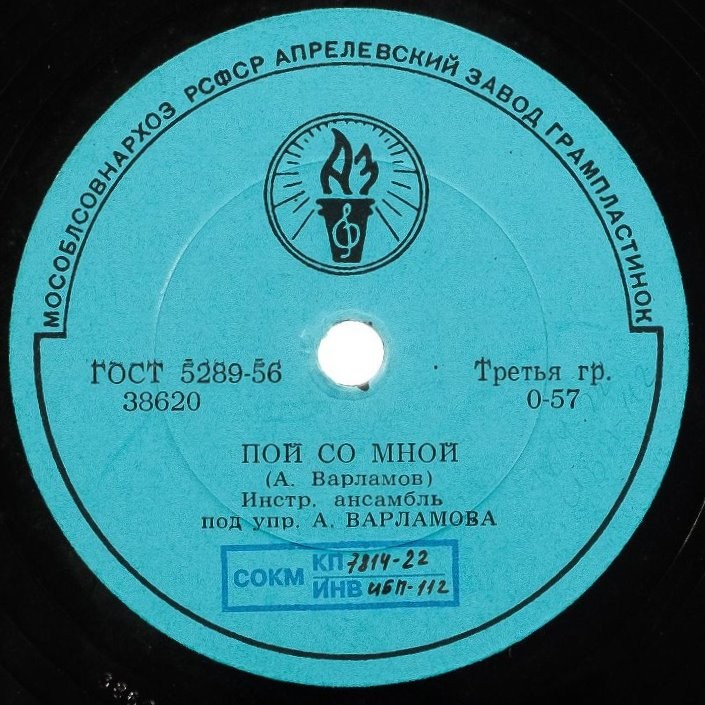 МОСОБЛСОВНАРХОЗ РСФСР АПРЕЛЕВСКИЙ ЗАВОД ГРАМПЛАСТИНОК
АЗ
ГОСТ 5289-56
38620
Третья гр.
0-57
ПОЙ СО МНОЙ
(А. Варламов)
Инстр. ансамбль
под упр. А. ВАРЛАМОВА
СОКМ КП 7814-22
ИНВ ИБП-112